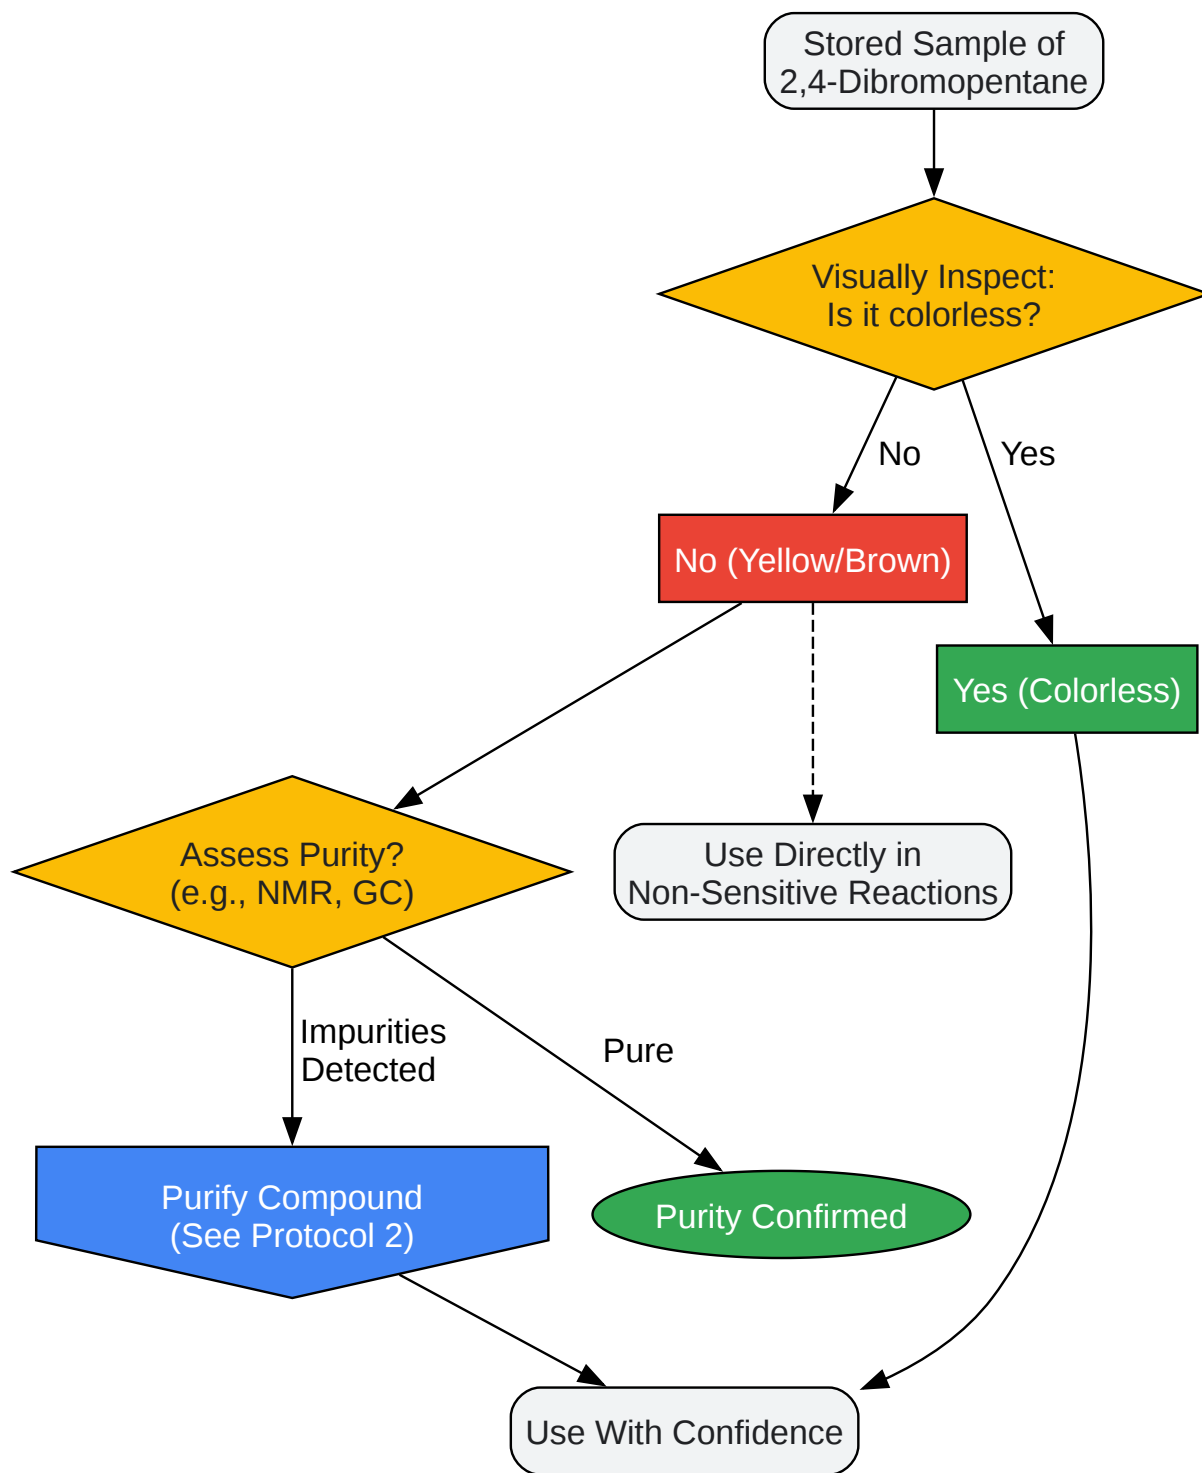 Stored Sample of
2,4-Dibromopentane
Visually Inspect:
Is it colorless?
No
Yes
No (Yellow/Brown)
Yes (Colorless)
Assess Purity?
(e.g., NMR, GC)
Use Directly in
Non-Sensitive Reactions
Impurities
Detected
Pure
Purify Compound
(See Protocol 2)
Purity Confirmed
Use With Confidence